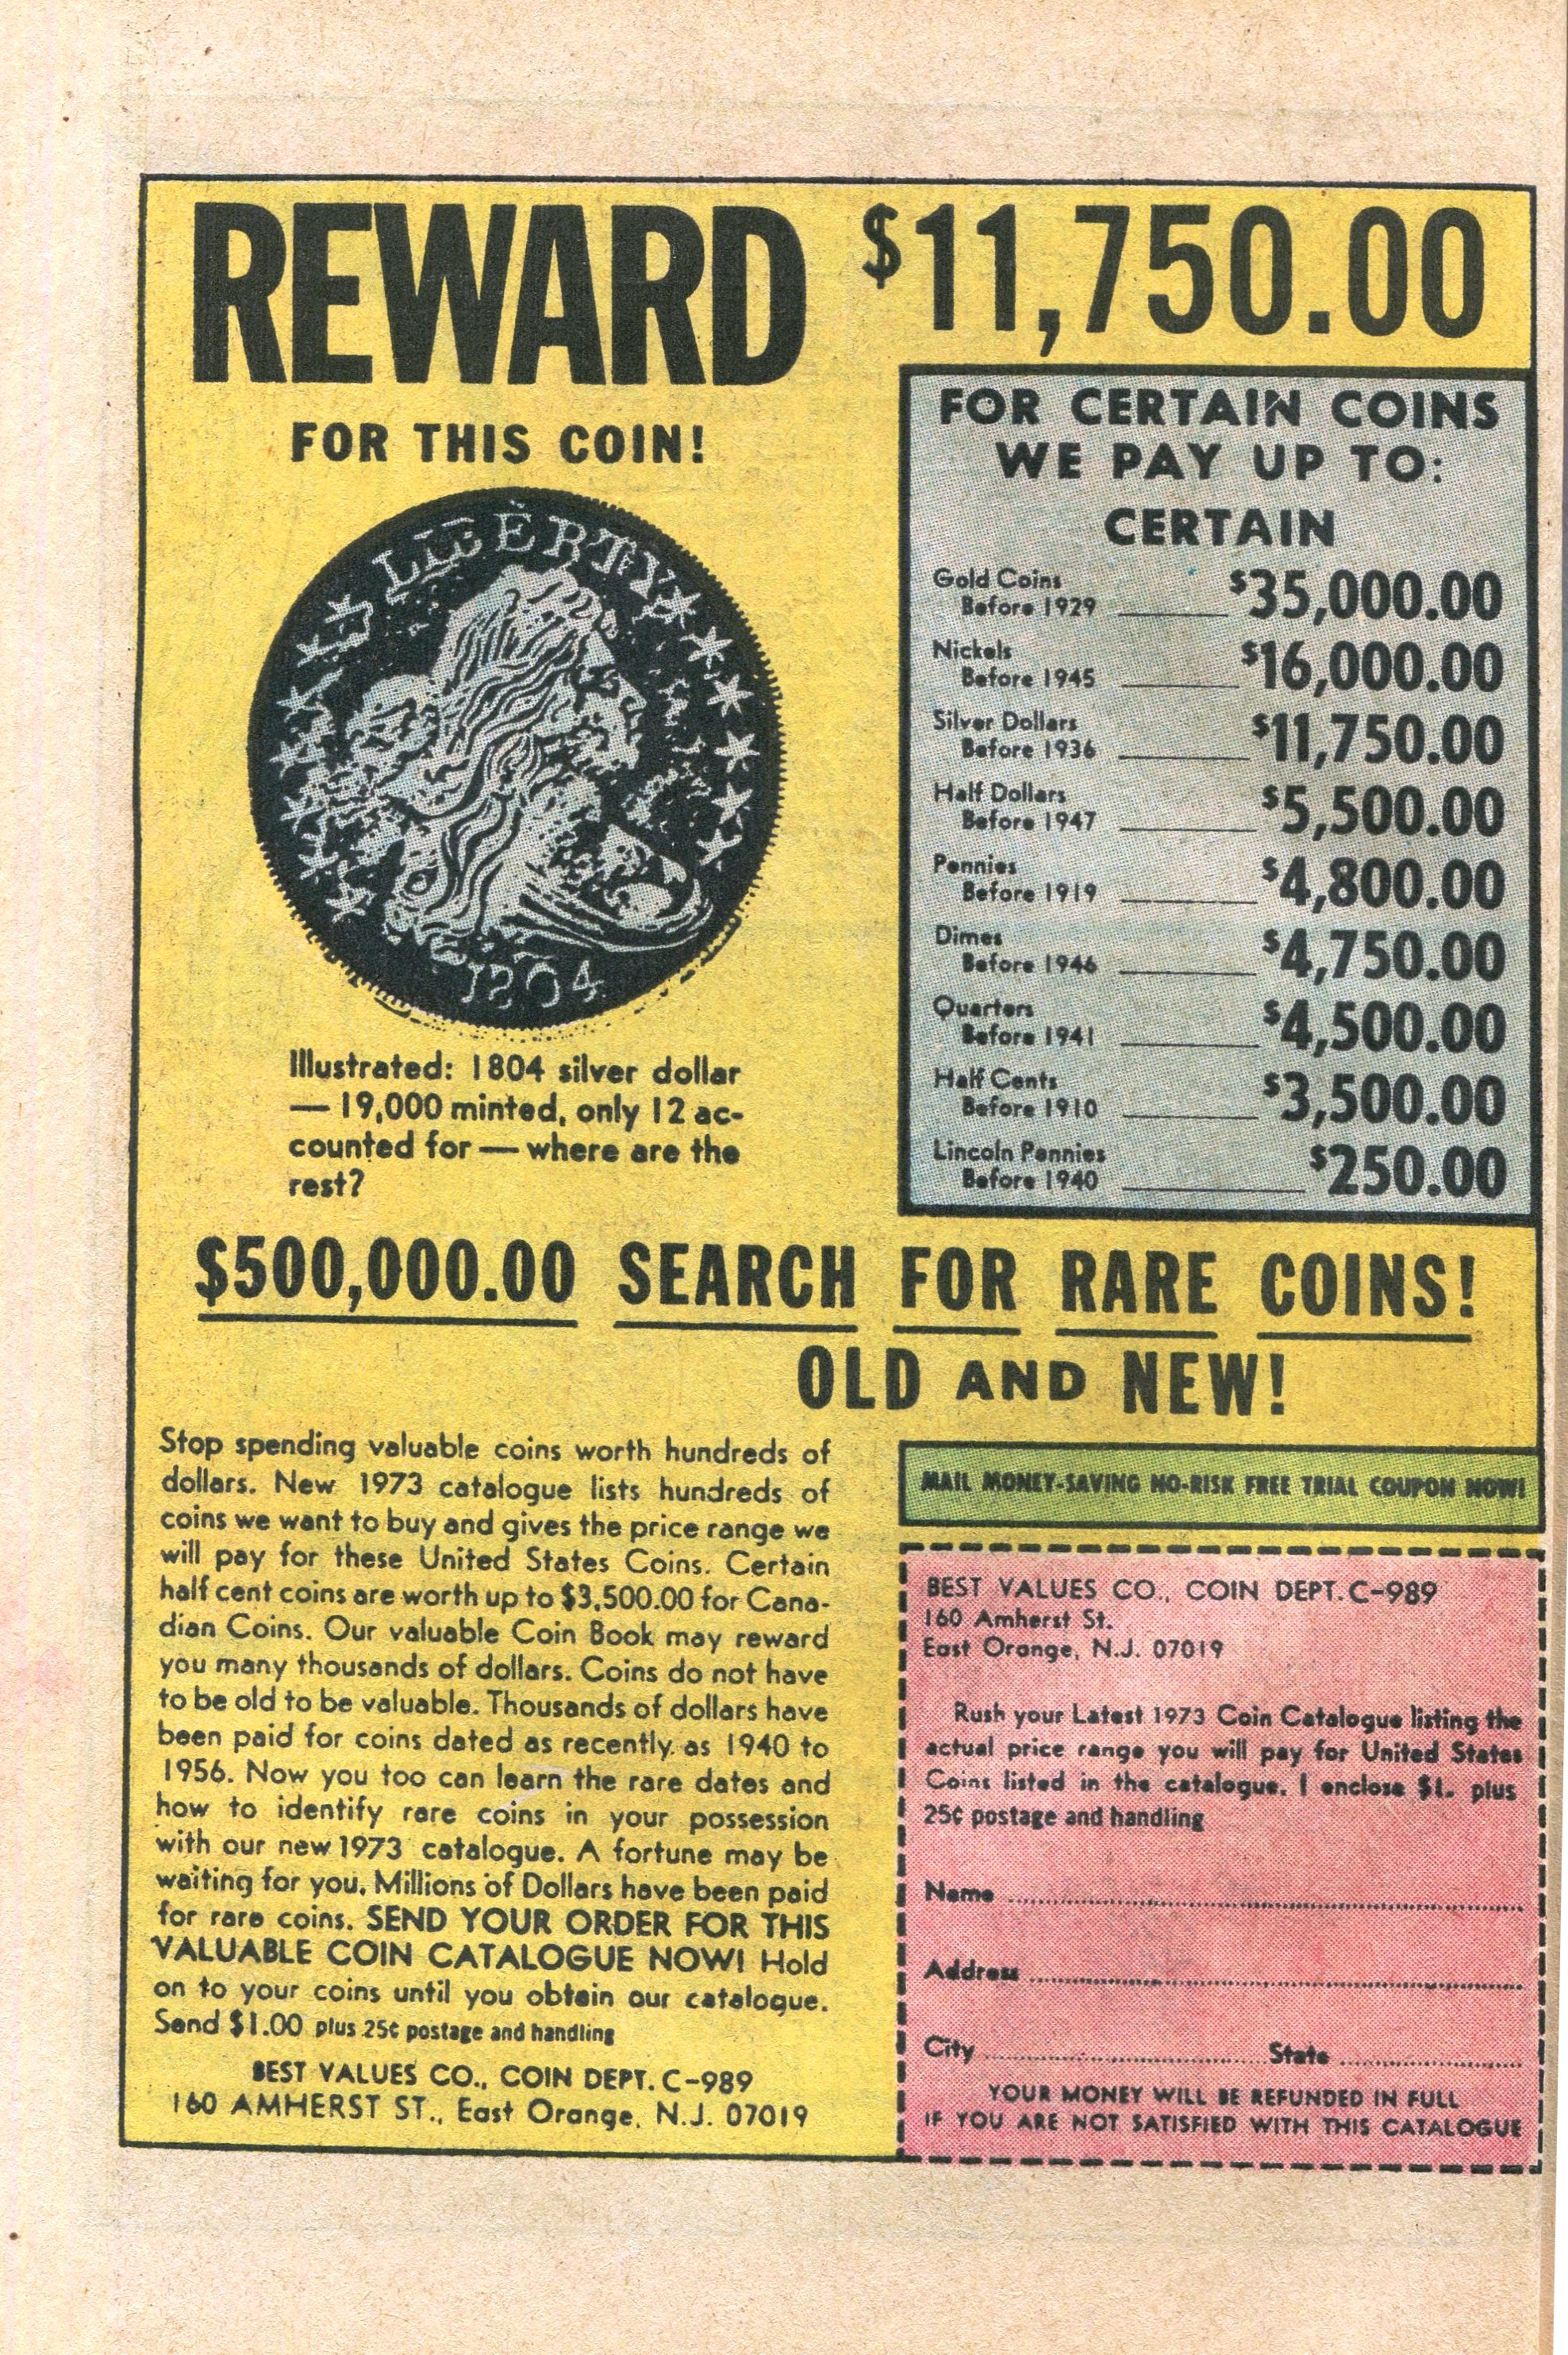 REWARD $11,750.00
FOR THIS COIN!
LIBERTY
1804
Illustrated: 1804 silver dollar
— 19,000 minted, only 12 ac-
counted for — where are the
rest?
FOR CERTAIN COINS
WE PAY UP TO:
CERTAIN
Gold Coins
Before 1929 $35,000.00
Nickels
Before 1945 $16,000.00
Silver Dollars
Before 1936 $11,750.00
Half Dollars
Before 1947 $5,500.00
Pennies
Before 1919 $4,800.00
Dimes
Before 1946 $4,750.00
Quarters
Before 1941 $4,500.00
Half Cents
Before 1910 $3,500.00
Lincoln Pennies
Before 1940 $250.00
$500,000.00 SEARCH FOR RARE COINS!
OLD AND NEW!
Stop spending valuable coins worth hundreds of
dollars. New 1973 catalogue lists hundreds of
coins we want to buy and gives the price range we
will pay for these United States Coins. Certain
half cent coins are worth up to $3,500.00 for Cana-
dian Coins. Our valuable Coin Book may reward
you many thousands of dollars. Coins do not have
to be old to be valuable. Thousands of dollars have
been paid for coins dated as recently as 1940 to
1956. Now you too can learn the rare dates and
how to identify rare coins in your possession
with our new 1973 catalogue. A fortune may be
waiting for you. Millions of Dollars have been paid
for rare coins. SEND YOUR ORDER FOR THIS
VALUABLE COIN CATALOGUE NOW! Hold
on to your coins until you obtain our catalogue.
Send $1.00 plus 25¢ postage and handling
BEST VALUES CO., COIN DEPT. C-989
160 AMHERST ST., East Orange, N.J. 07019
MAIL MONEY-SAVING NO-RISK FREE TRIAL COUPON NOW!
BEST VALUES CO., COIN DEPT. C-989
160 Amherst St.
East Orange, N.J. 07019
Rush your Latest 1973 Coin Catalogue listing the
actual price range you will pay for United States
Coins listed in the catalogue. I enclose $1. plus
25¢ postage and handling
Name
Address
City State
YOUR MONEY WILL BE REFUNDED IN FULL
IF YOU ARE NOT SATISFIED WITH THIS CATALOGUE